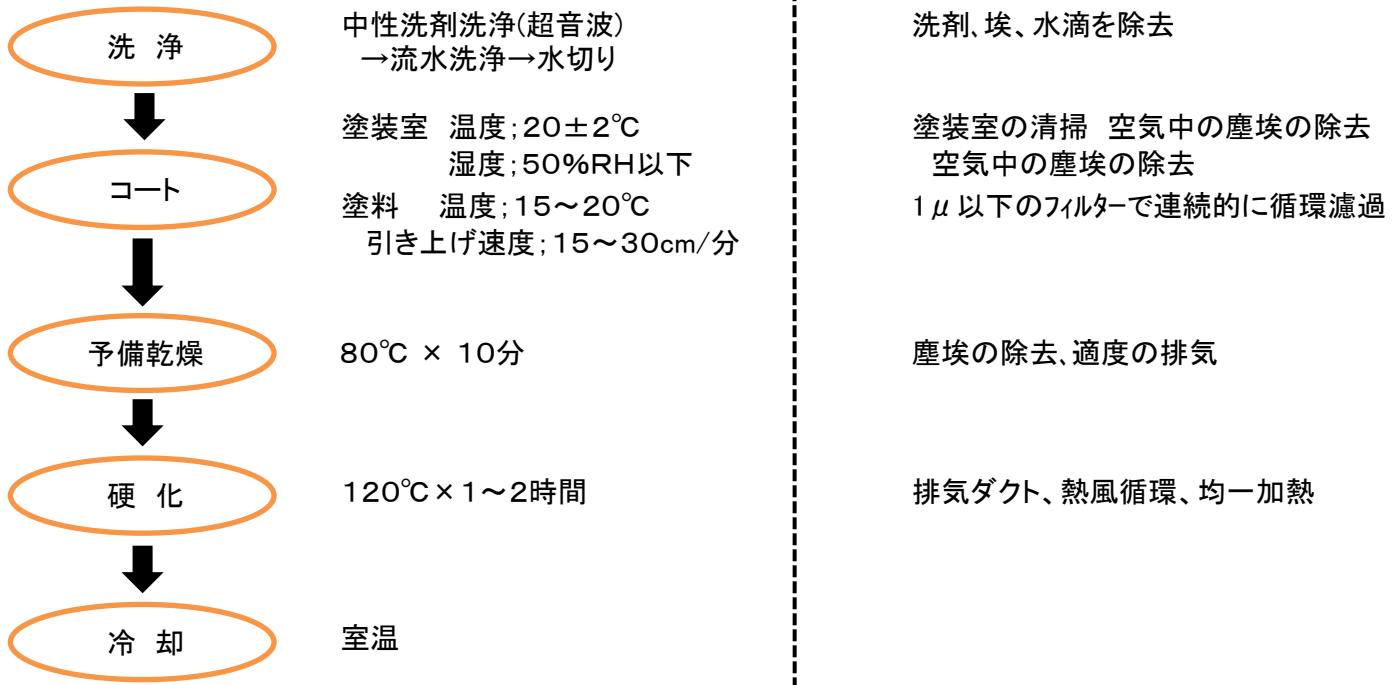 洗 浄
中性洗剤洗浄(超音波)
→流水洗浄→水切り
洗剤、埃、水滴を除去
コート
塗装室 温度;20±2℃
湿度;50%RH以下
塗料 温度;15～20℃
引き上げ速度;15～30cm/分
塗装室の清掃 空気中の塵埃の除去
空気中の塵埃の除去
1μ以下のフィルターで連続的に循環濾過
予備乾燥
80℃ × 10分
塵埃の除去、適度の排気
硬 化
120℃×1～2時間
排気ダクト、熱風循環、均一加熱
冷 却
室温